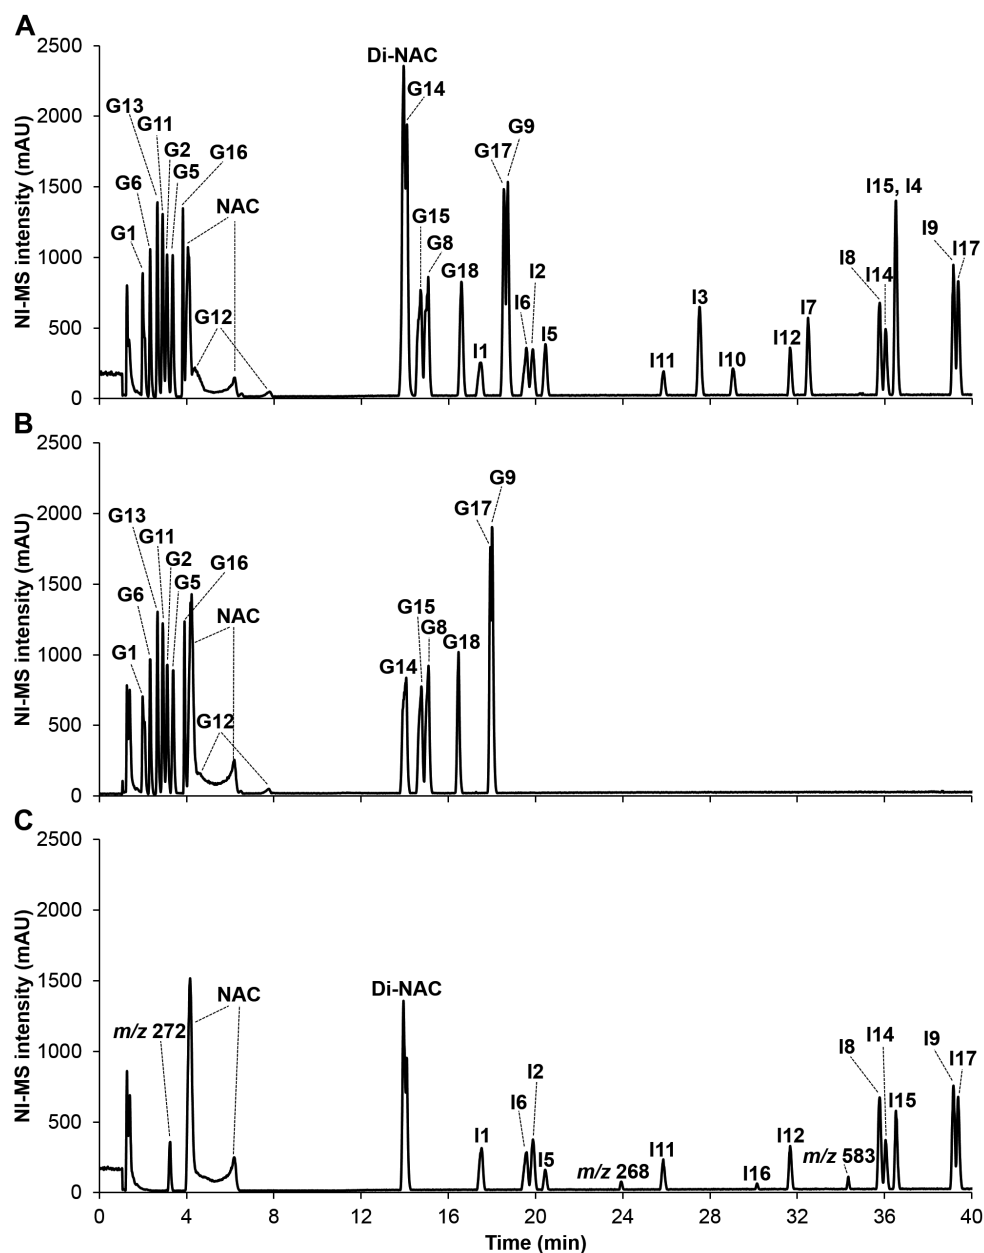 A
2500
2000
1500
1000
500
0
NI-MS intensity (mAU)
Di-NAC
G14
G13
G11
G2
G16
G5
G6
NAC
G1
G12
G15
G8
G18
G17
G9
I1
I6
I2
I5
I11
I3
I10
I12
I7
I8
I14
I15, I4
I9
I17
B
2500
2000
1500
1000
500
0
NI-MS intensity (mAU)
G13
G11
G2
G16
G5
G6
NAC
G1
G12
G14
G15
G8
G18
G17
G9
C
2500
2000
1500
1000
500
0
NI-MS intensity (mAU)
m/z 272
NAC
Di-NAC
I1
I6
I2
I5
m/z 268
I11
I16
I12
m/z 583
I8
I14
I15
I9
I17
0 4 8 12 16 20 24 28 32 36 40
Time (min)